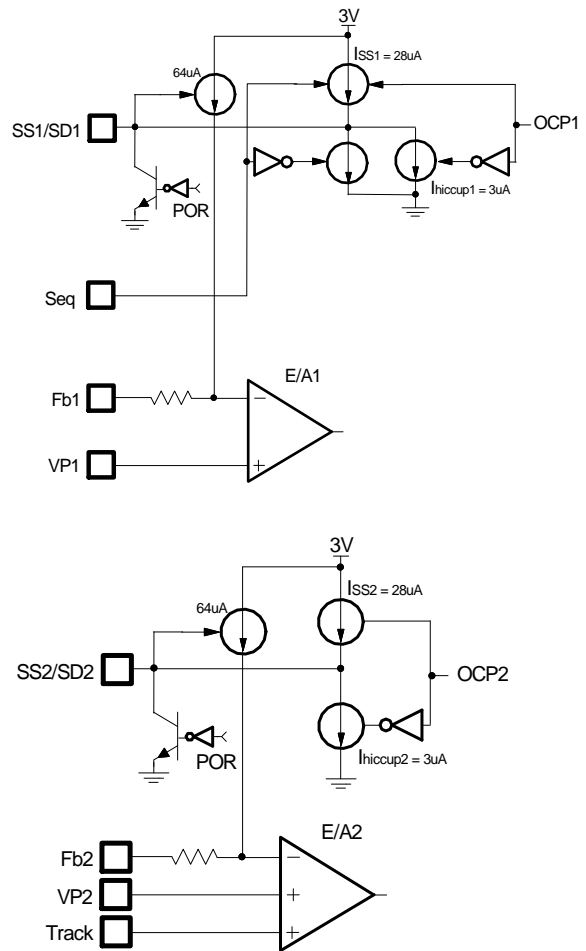 3V
ISS1 = 28uA
64uA
SS1/SD1
OCP1
Ihiccup1 = 3uA
POR
Seq
E/A1
Fb1
VP1
3V
ISS2 = 28uA
64uA
SS2/SD2
OCP2
POR
Ihiccup2 = 3uA
E/A2
Fb2
VP2
Track